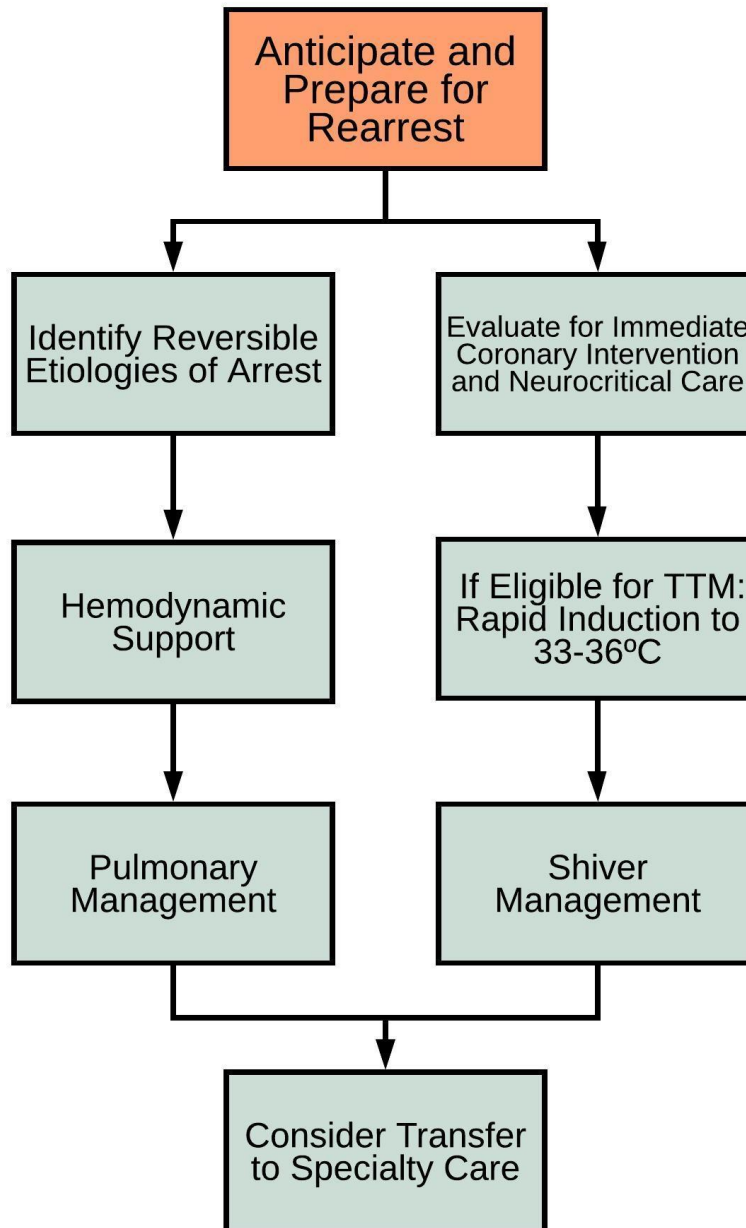 Anticipate and
Prepare for
Rearrest
Identify Reversible
Etiologies of Arrest
Evaluate for Immediate
Coronary Intervention
and Neurocritical Care
Hemodynamic
Support
If Eligible for TTM:
Rapid Induction to
33-36ºC
Pulmonary
Management
Shiver
Management
Consider Transfer
to Specialty Care